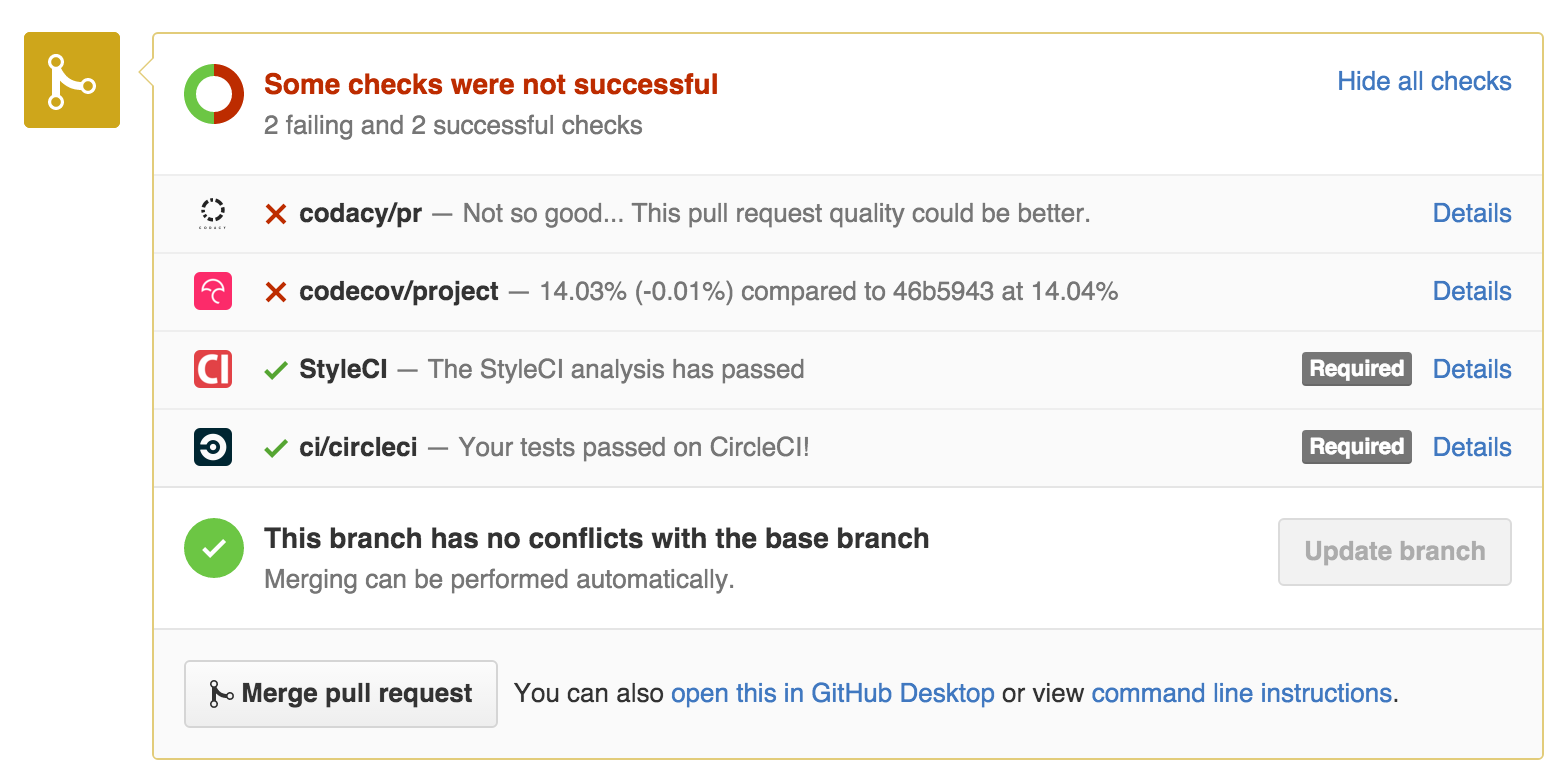 Some checks were not successful
Hide all checks
2 failing and 2 successful checks
CODACY
codacy/pr — Not so good... This pull request quality could be better.
Details
codecov/project — 14.03% (-0.01%) compared to 46b5943 at 14.04%
Details
CI
StyleCI — The StyleCI analysis has passed
Required
Details
ci/circleci — Your tests passed on CircleCI!
Required
Details
This branch has no conflicts with the base branch
Update branch
Merging can be performed automatically.
Merge pull request
You can also open this in GitHub Desktop or view command line instructions.